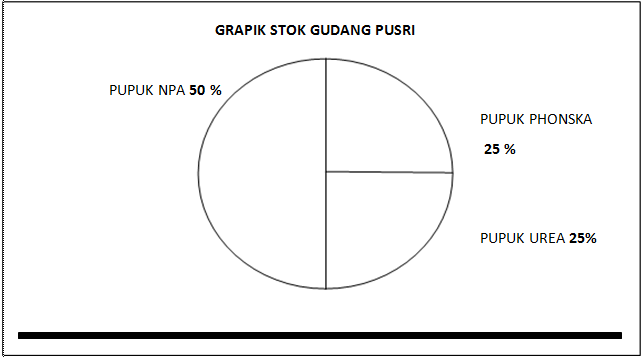 GRAPIK STOK GUDANG PUSRI
PUPUK NPA 50 %
PUPUK PHONSKA
25 %
PUPUK UREA 25%